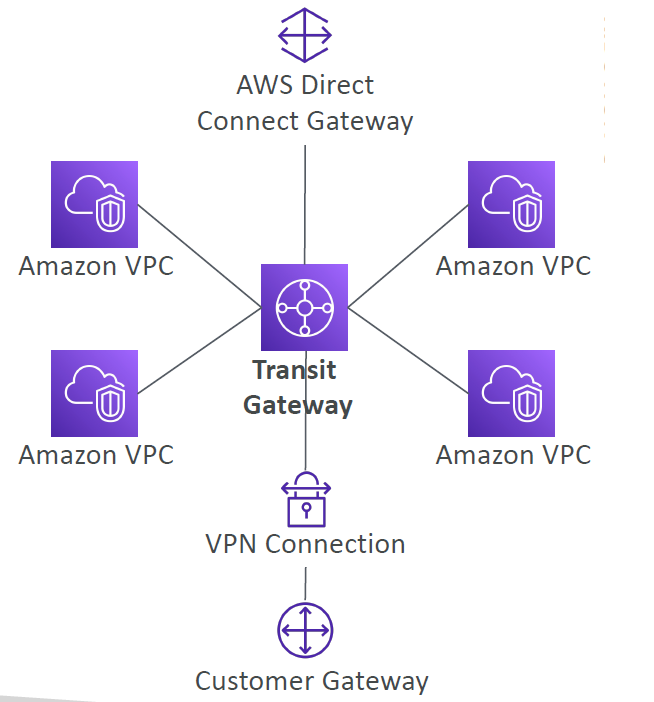 AWS Direct
Connect Gateway
Amazon VPC
Amazon VPC
Transit
Gateway
Amazon VPC
Amazon VPC
VPN Connection
Customer Gateway